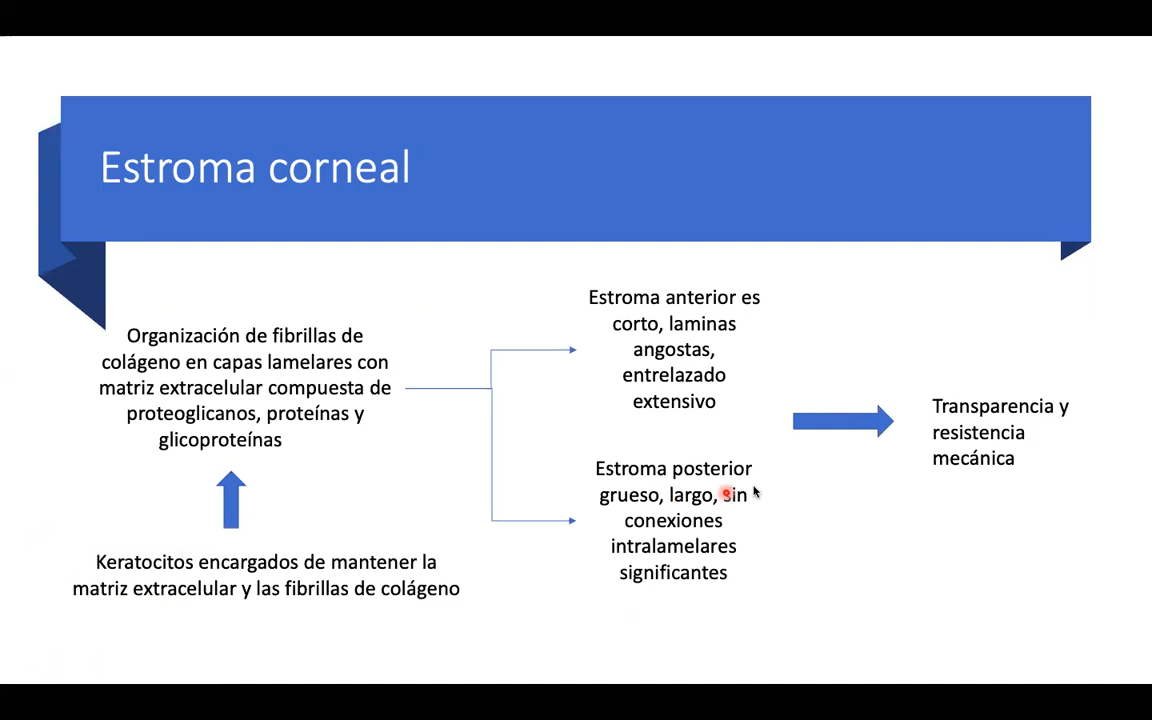 Estroma corneal
Organización de fibrillas de
colágeno en capas lamelares con
matriz extracelular compuesta de
proteoglicanos, proteínas y
glicoproteínas
Keratocitos encargados de mantener la
matriz extracelular y las fibrillas de colágeno
Estroma anterior es
corto, laminas
angostas,
entrelazado
extensivo
Estroma posterior
grueso, largo, sin
conexiones
intralamelares
significantes
Transparencia y
resistencia
mecánica